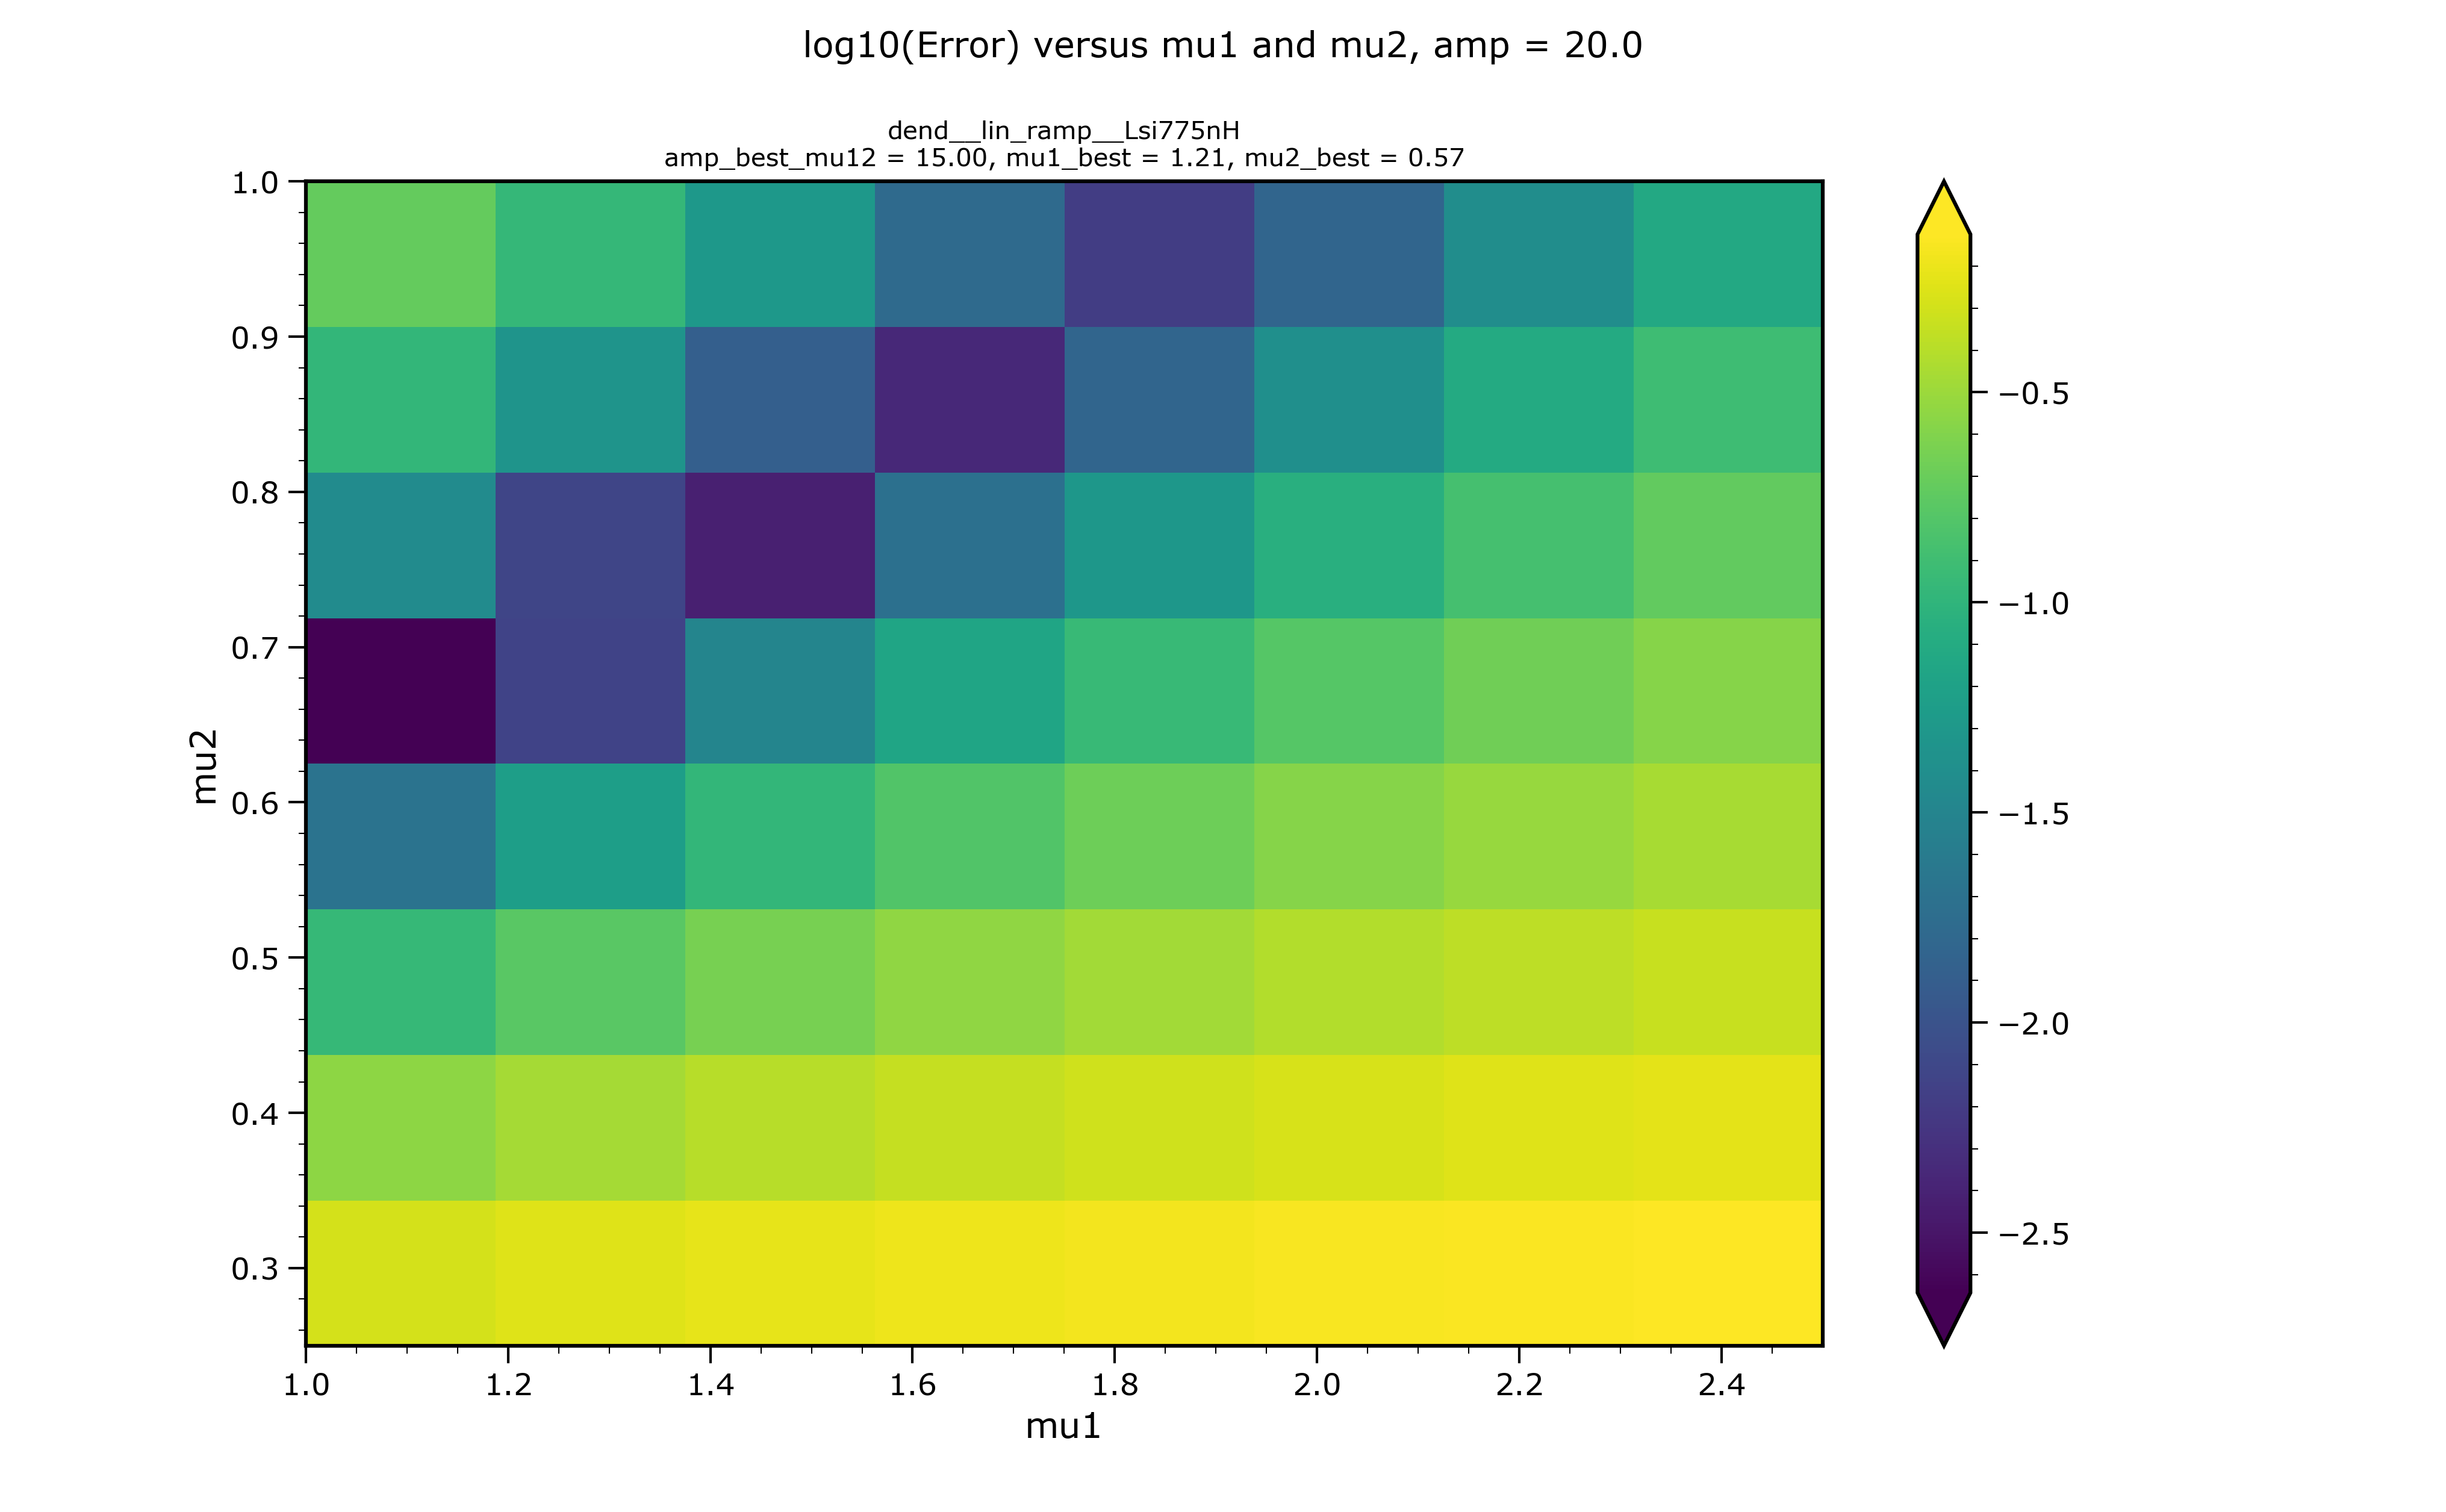 log10(Error) versus mu1 and mu2, amp = 20.0
dend__lin_ramp__Lsi775nH
amp_best_mu12 = 15.00, mu1_best = 1.21, mu2_best = 0.57
1.0
0.9
0.8
0.7
0.6
0.5
0.4
0.3
mu2
1.0 1.2 1.4 1.6 1.8 2.0 2.2 2.4
mu1
−0.5
−1.0
−1.5
−2.0
−2.5